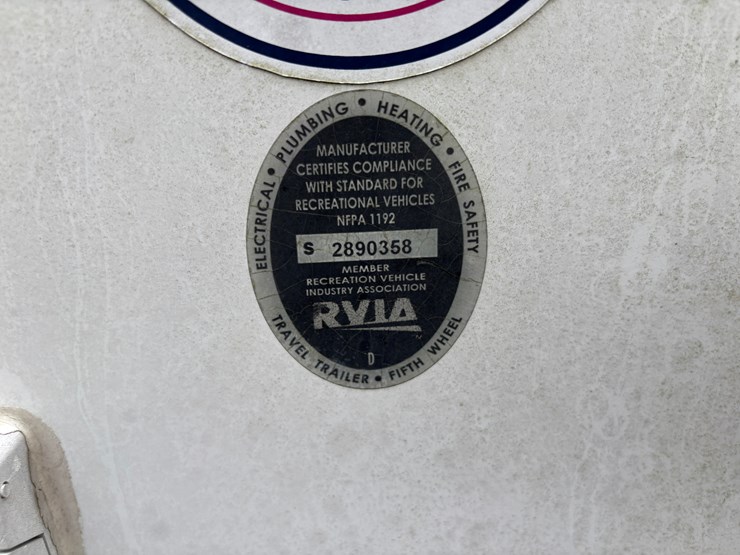 ELECTRICAL • PLUMBING • HEATING • FIRE SAFETY
MANUFACTURER
CERTIFIES COMPLIANCE
WITH STANDARD FOR
RECREATIONAL VEHICLES
NFPA 1192
S 2890358
MEMBER
RECREATION VEHICLE
INDUSTRY ASSOCIATION
RVIA
D
TRAVEL TRAILER • FIFTH WHEEL